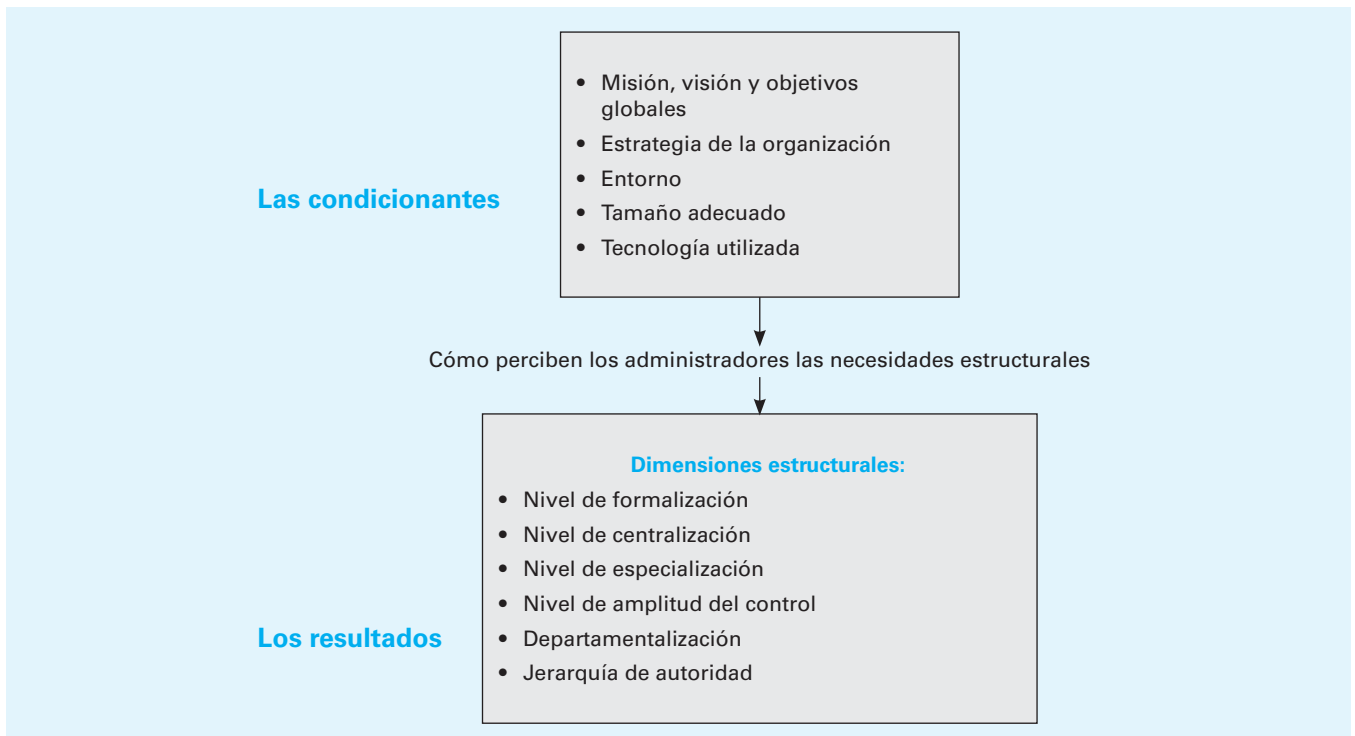 • Misión, visión y objetivos
globales
• Estrategia de la organización
• Entorno
• Tamaño adecuado
• Tecnología utilizada
Las condicionantes
Cómo perciben los administradores las necesidades estructurales
Dimensiones estructurales:
• Nivel de formalización
• Nivel de centralización
• Nivel de especialización
• Nivel de amplitud del control
• Departamentalización
• Jerarquía de autoridad
Los resultados